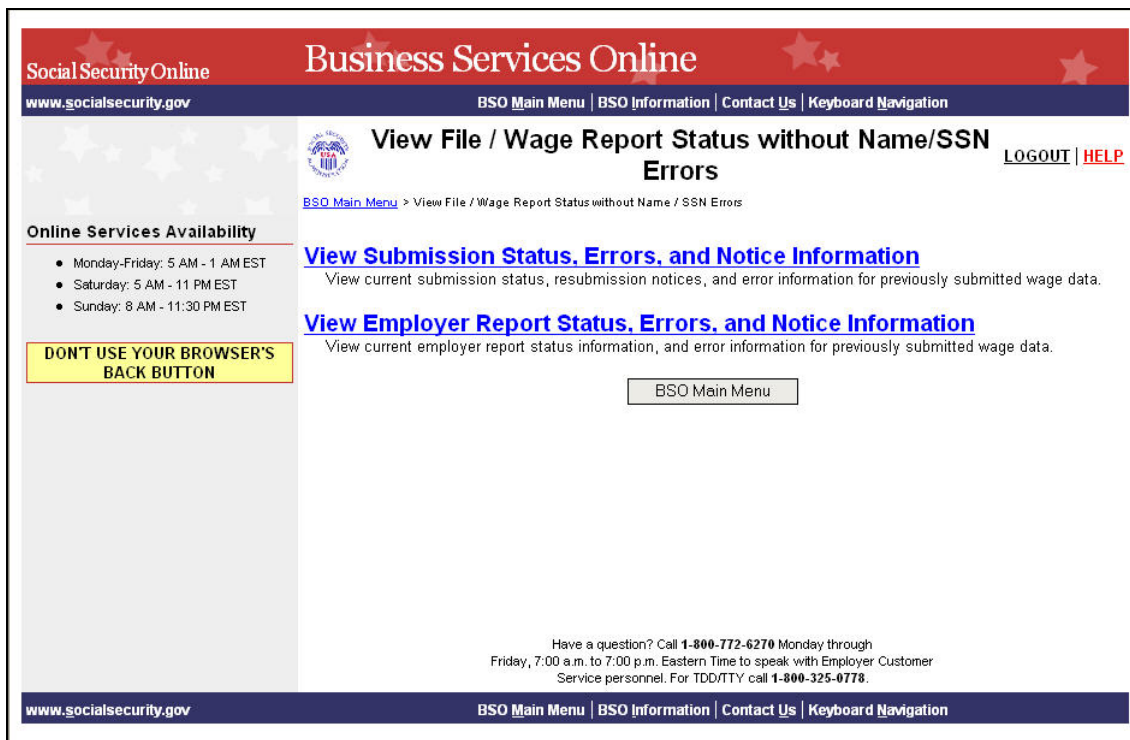 Social Security Online
Business Services Online
www.socialsecurity.gov
BSO Main Menu | BSO Information | Contact Us | Keyboard Navigation
View File / Wage Report Status without Name/SSN
Errors
LOGOUT | HELP
BSO Main Menu > View File / Wage Report Status without Name / SSN Errors
Online Services Availability
• Monday-Friday: 5 AM - 1 AM EST
• Saturday: 5 AM - 11 PM EST
• Sunday: 8 AM - 11:30 PM EST
DON'T USE YOUR BROWSER'S
BACK BUTTON
View Submission Status, Errors, and Notice Information
View current submission status, resubmission notices, and error information for previously submitted wage data.
View Employer Report Status, Errors, and Notice Information
View current employer report status information, and error information for previously submitted wage data.
BSO Main Menu
Have a question? Call 1-800-772-6270 Monday through
Friday, 7:00 a.m. to 7:00 p.m. Eastern Time to speak with Employer Customer
Service personnel. For TDD/TTY call 1-800-325-0778.
www.socialsecurity.gov
BSO Main Menu | BSO Information | Contact Us | Keyboard Navigation